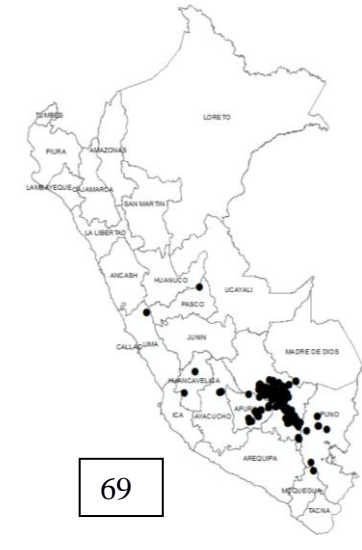 LORETO
TUMBES
PIURA
AMAZONAS
LAMBAYEQUE
CAJAMARCA
SAN MARTIN
LA LIBERTAD
ANCASH
HUANUCO
UCAYALI
PASCO
CALLAO LIMA
JUNIN
MADRE DE DIOS
HUANCAVELICA
ICA
AYACUCHO
PUNO
AREQUIPA
MOQUEGUA
TACNA
69